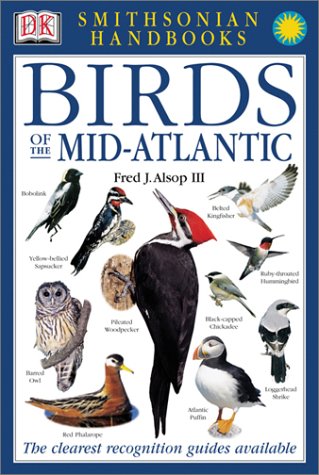 DK
SMITHSONIAN
HANDBOOKS
BIRDS
OF THE MID-ATLANTIC
Fred J. Alsop III
Bobolink
Belted
Kingfisher
Yellow-bellied
Sapsucker
Ruby-throated
Hummingbird
Pileated
Woodpecker
Black-capped
Chickadee
Barred
Owl
Loggerhead
Shrike
Atlantic
Puffin
Red Phalarope
The clearest recognition guides available